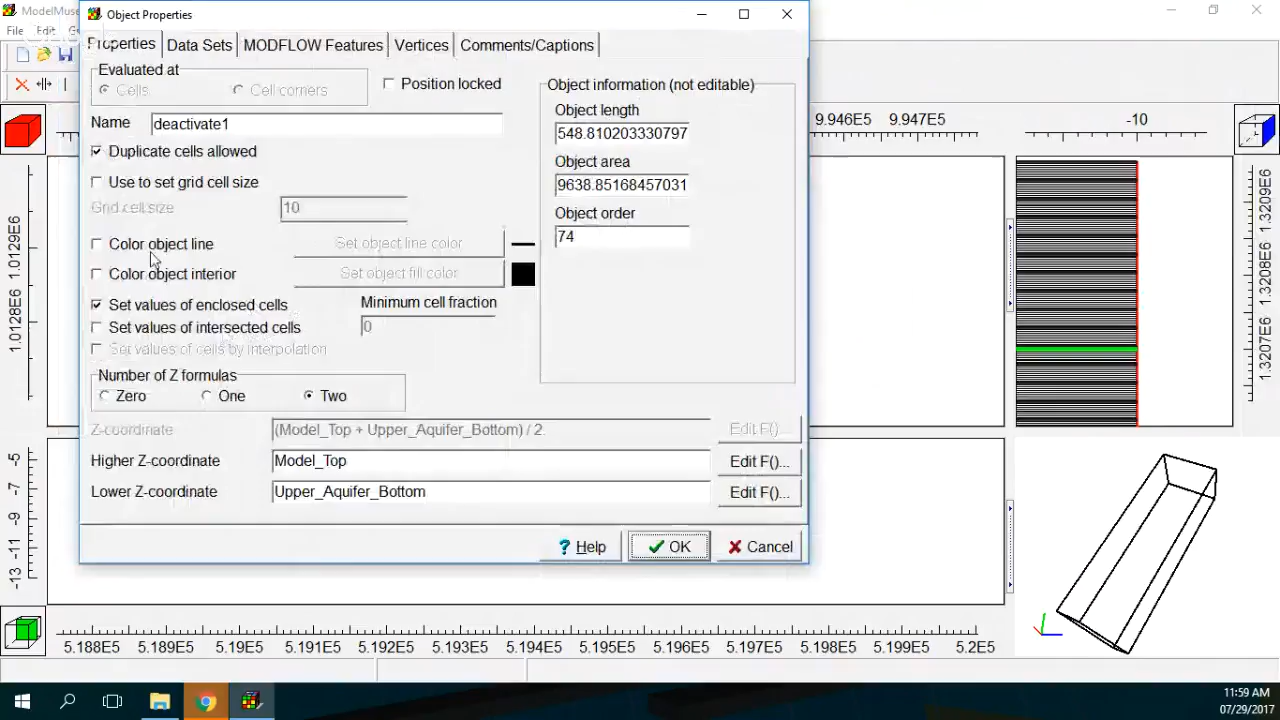 ModelMuse
Object Properties
File Edit
Properties Data Sets MODFLOW Features Vertices Comments/Captions
Evaluated at
Cells Cell corners
Position locked
Name deactivate1
Duplicate cells allowed
Use to set grid cell size
Grid cell size 10
Color object line Set object line color
Color object interior Set object fill color
Set values of enclosed cells Minimum cell fraction
Set values of intersected cells 0
Set values of cells by interpolation
Number of Z formulas
Zero One Two
Z-coordinate (Model_Top + Upper_Aquifer_Bottom) / 2. Edit F()...
Higher Z-coordinate Model_Top Edit F()...
Lower Z-coordinate Upper_Aquifer_Bottom Edit F()...
Help OK Cancel
Object information (not editable)
Object length
548.810203330797
Object area
9638.85168457031
Object order
74
9.946E5 9.947E5
-10
1.0129E6
1.0128E6
1.3209E6
1.3208E6
1.3207E6
-5
-7
-9
-11
-13
5.188E5 5.189E5 5.19E5 5.191E5 5.192E5 5.193E5 5.194E5 5.195E5 5.196E5 5.197E5 5.198E5 5.199E5 5.2E5
11:59 AM
07/29/2017